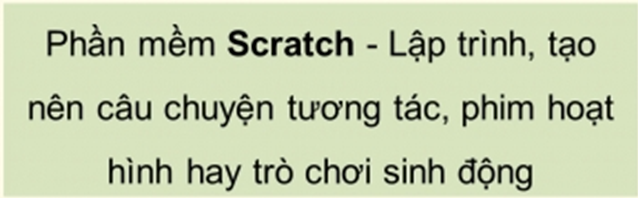 Phần mềm Scratch - Lập trình, tạo
nên câu chuyện tương tác, phim hoạt
hình hay trò chơi sinh động